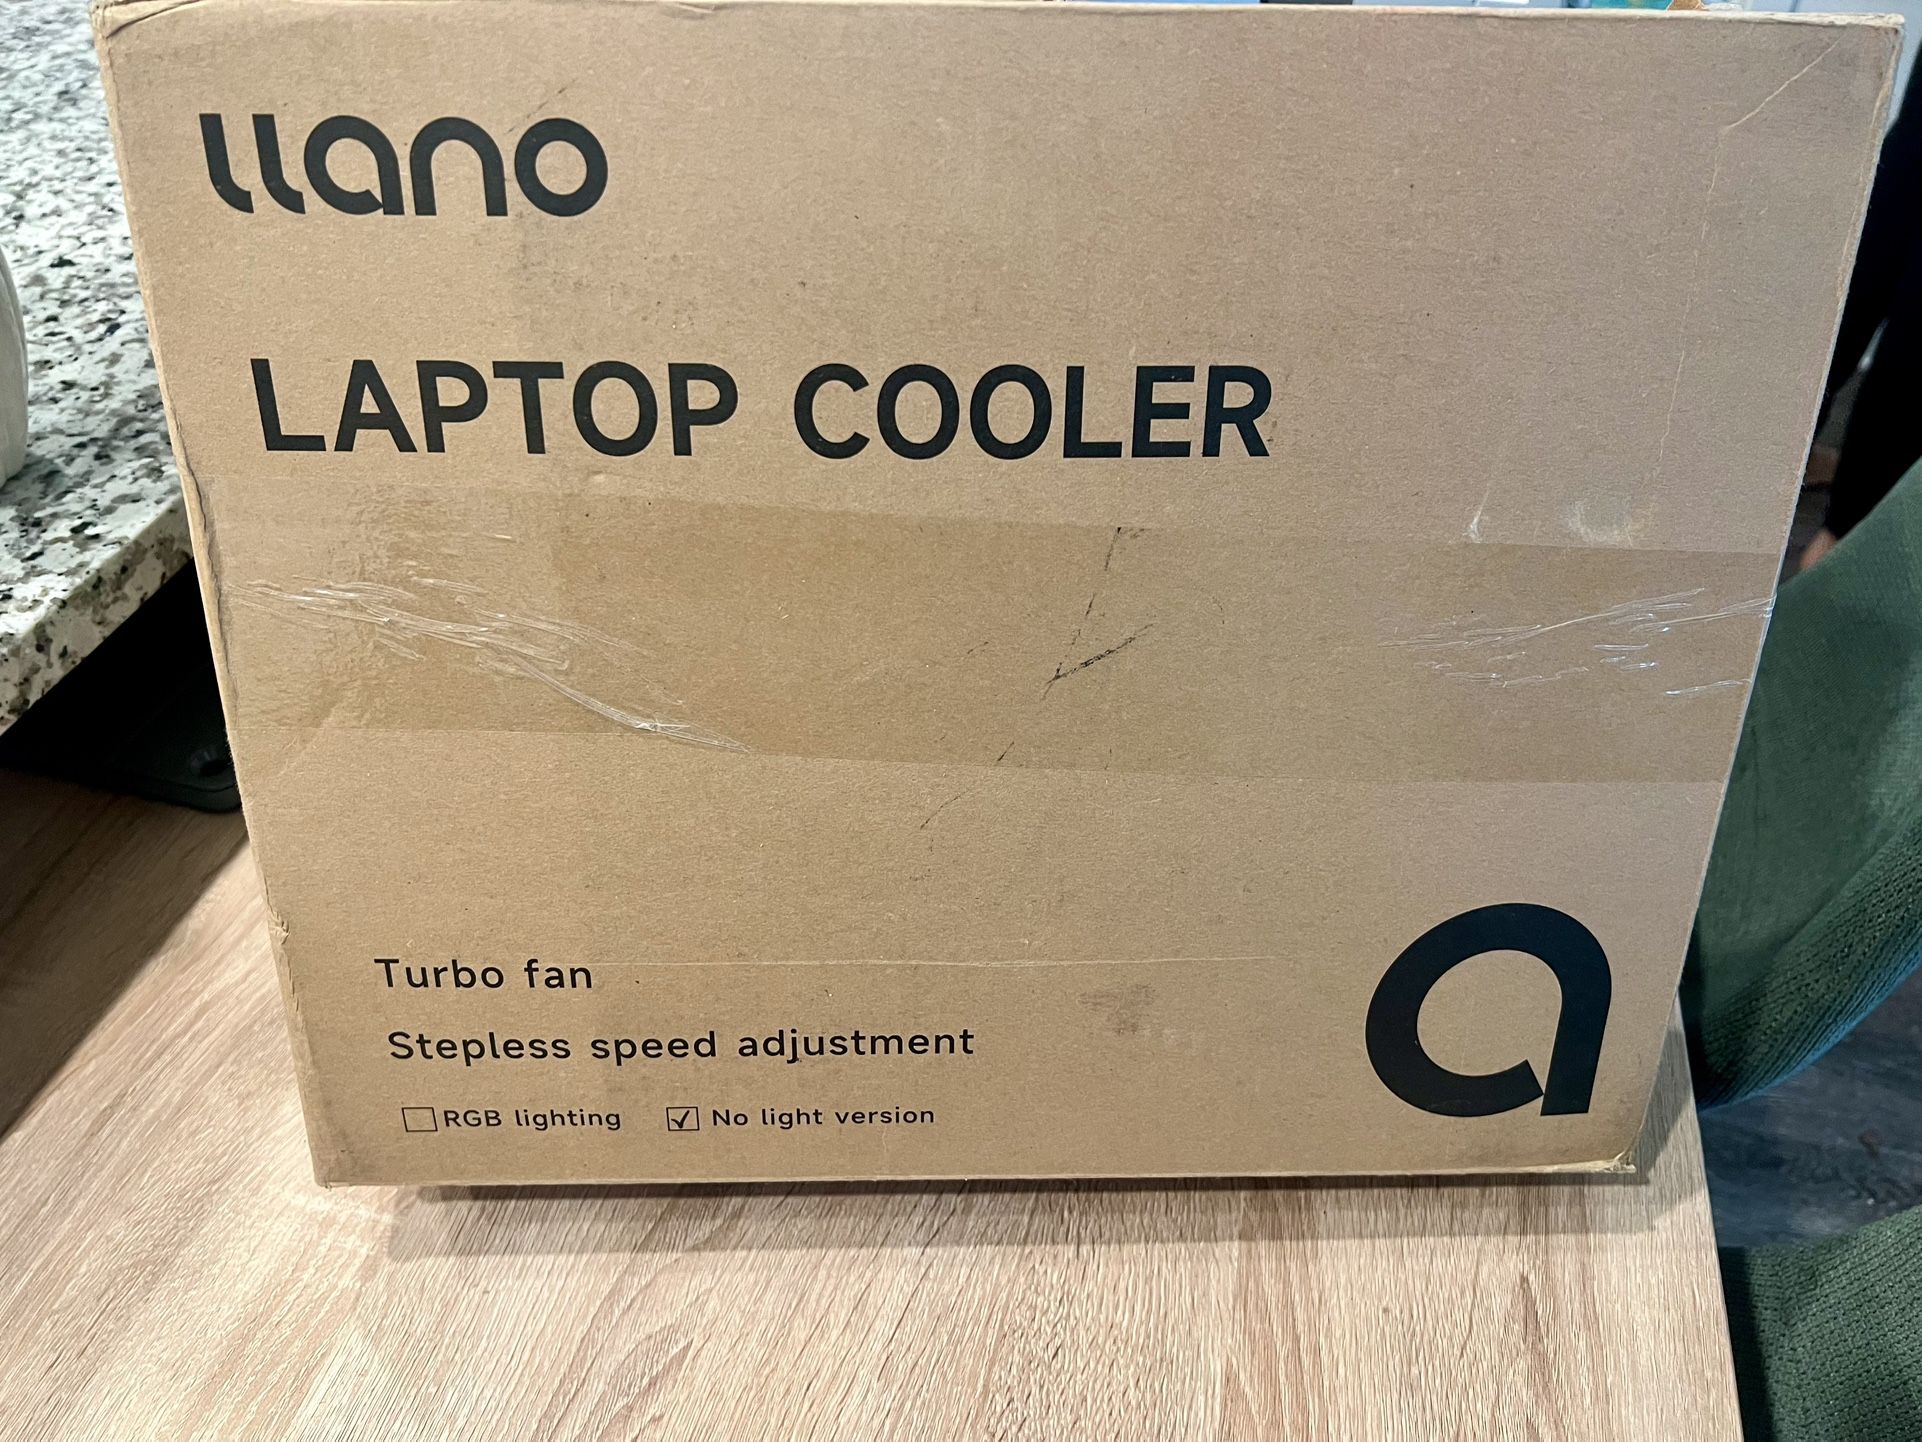 llano
LAPTOP COOLER
Turbo fan
Stepless speed adjustment
RGB lighting No light version
a